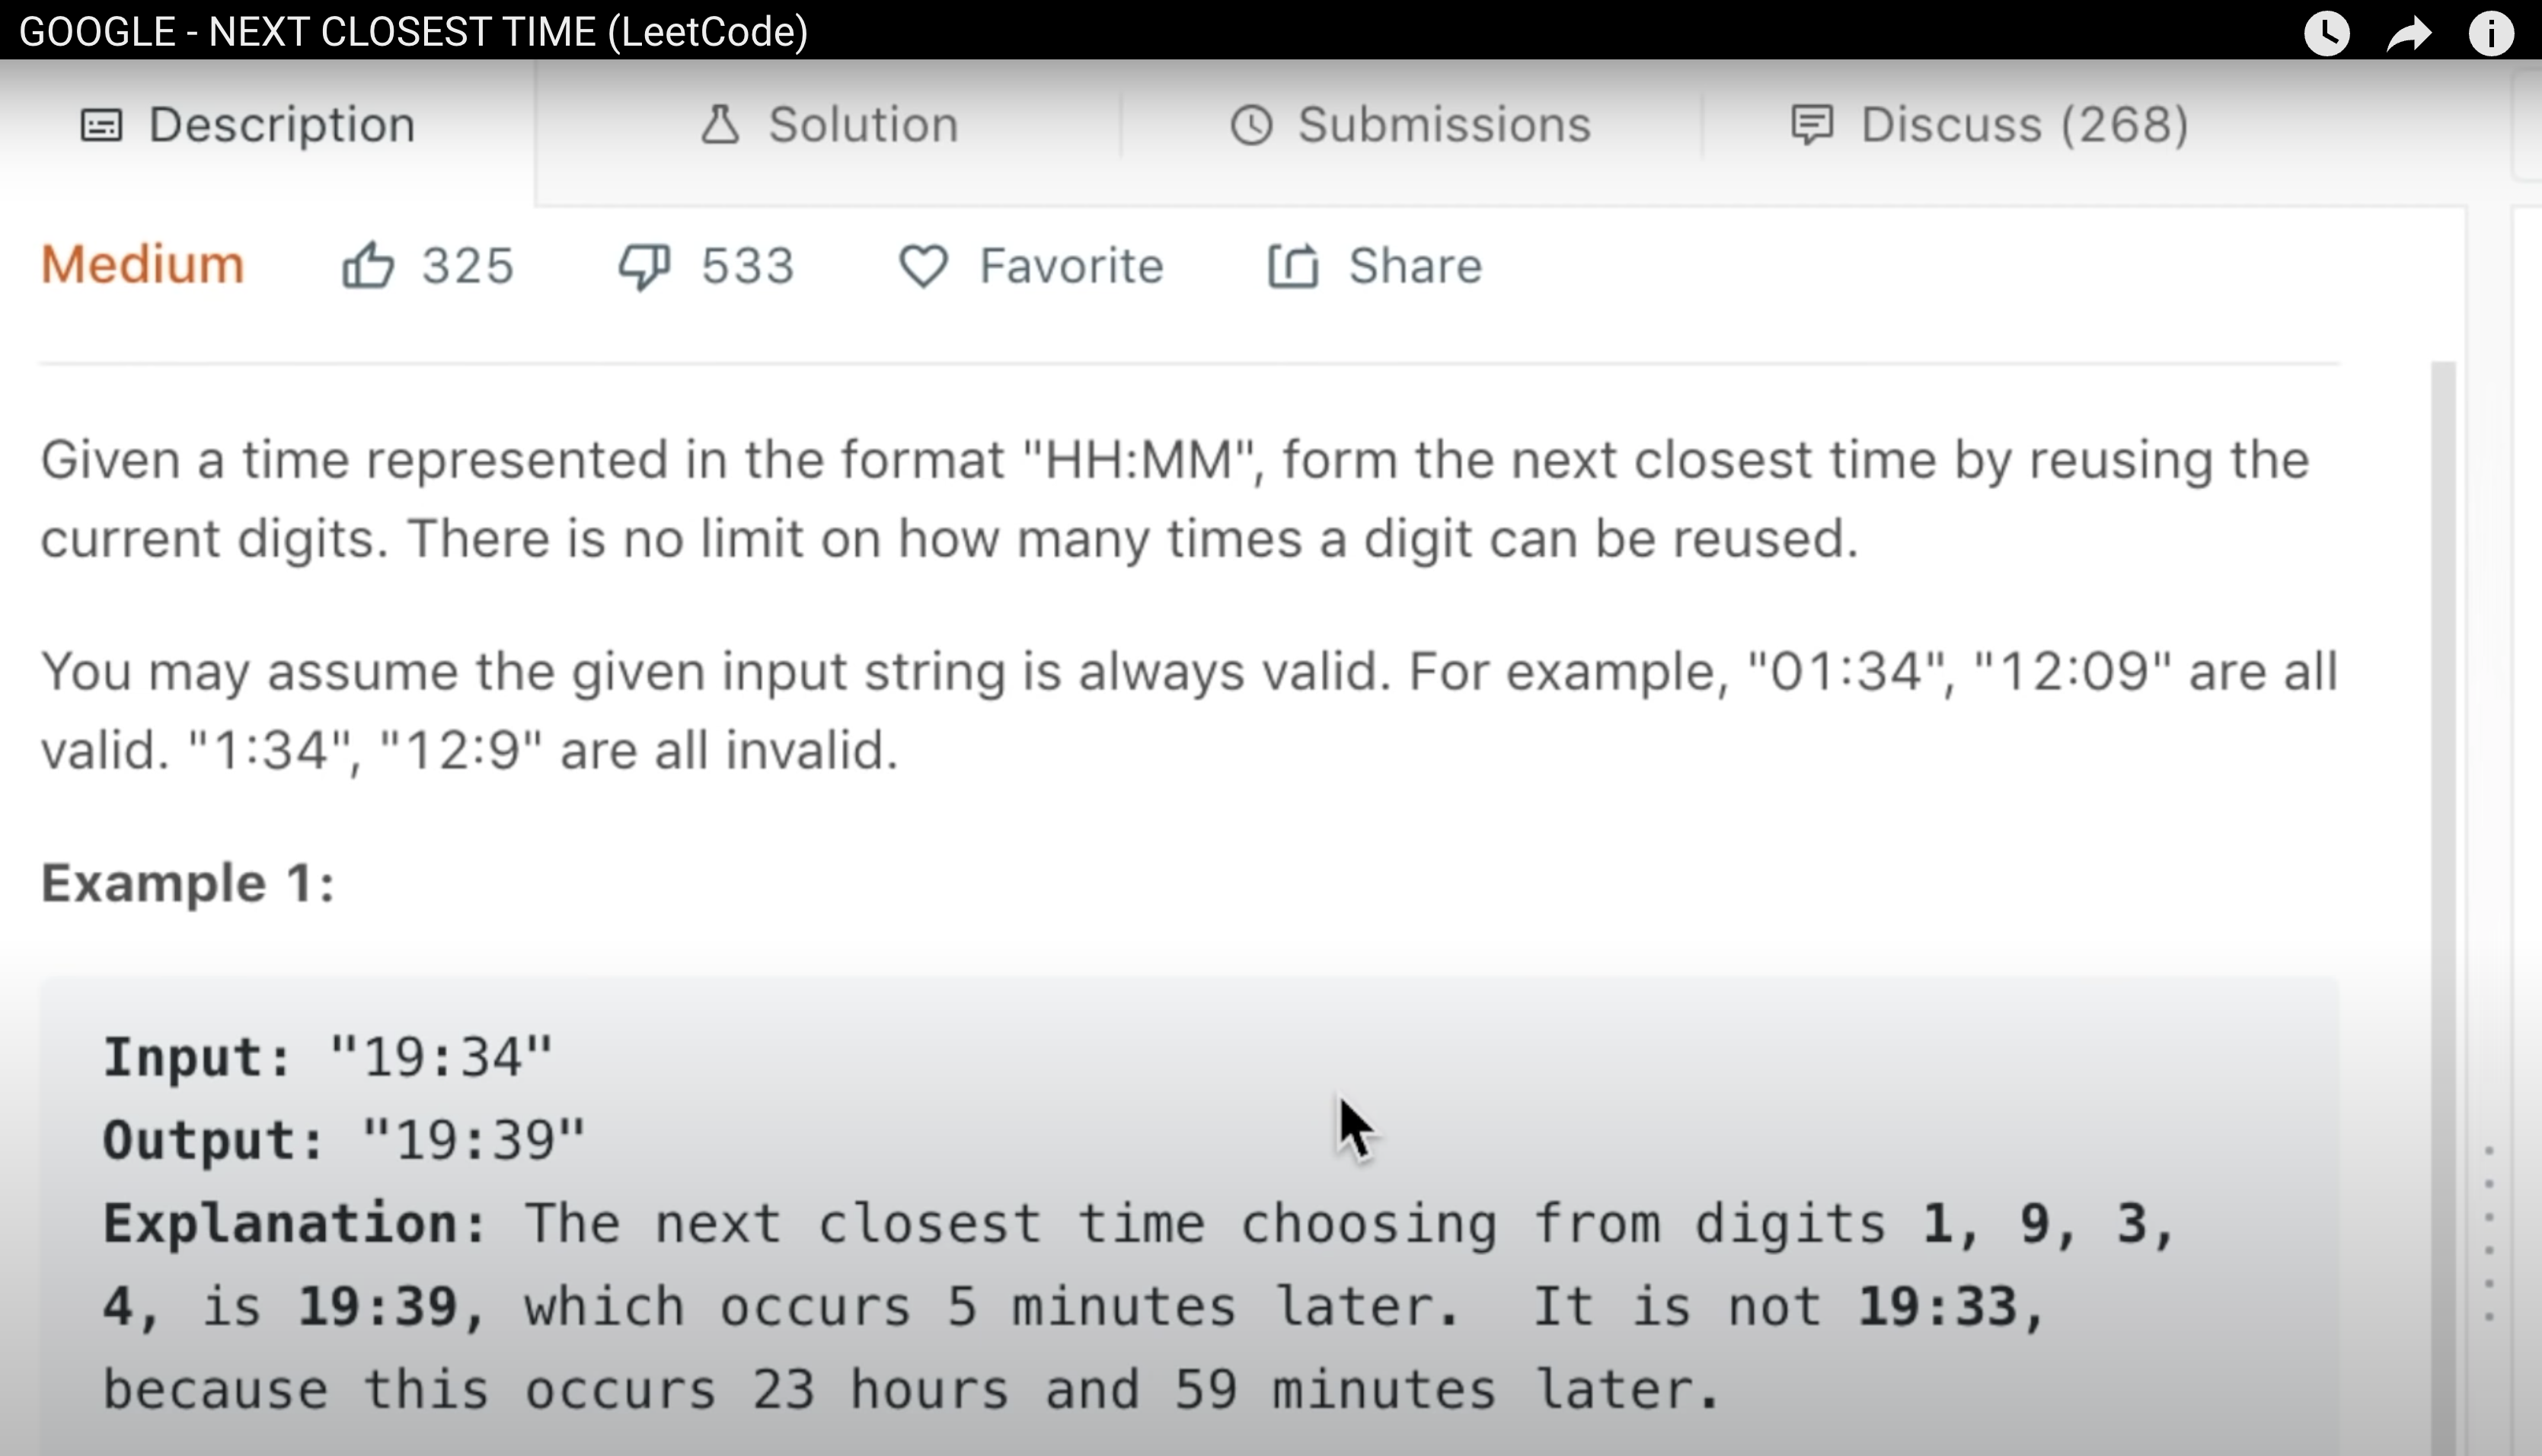 GOOGLE - NEXT CLOSEST TIME (LeetCode)
Description Solution Submissions Discuss (268)
Medium 325 533 Favorite Share
Given a time represented in the format "HH:MM", form the next closest time by reusing the
current digits. There is no limit on how many times a digit can be reused.
You may assume the given input string is always valid. For example, "01:34", "12:09" are all
valid. "1:34", "12:9" are all invalid.
Example 1:
Input: "19:34"
Output: "19:39"
Explanation: The next closest time choosing from digits 1, 9, 3,
4, is 19:39, which occurs 5 minutes later.  It is not 19:33,
because this occurs 23 hours and 59 minutes later.